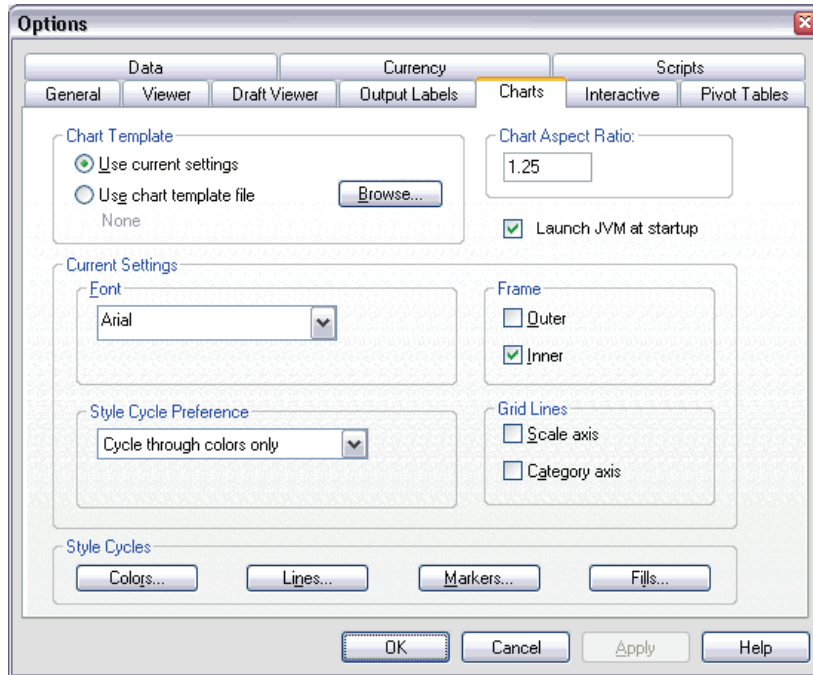 Options
Data Currency Scripts
General Viewer Draft Viewer Output Labels Charts Interactive Pivot Tables
Chart Template
Use current settings
Use chart template file
Browse...
None
Chart Aspect Ratio:
1.25
Launch JVM at startup
Current Settings
Font
Arial
Frame
Outer
Inner
Style Cycle Preference
Cycle through colors only
Grid Lines
Scale axis
Category axis
Style Cycles
Colors... Lines... Markers... Fills...
OK Cancel Apply Help